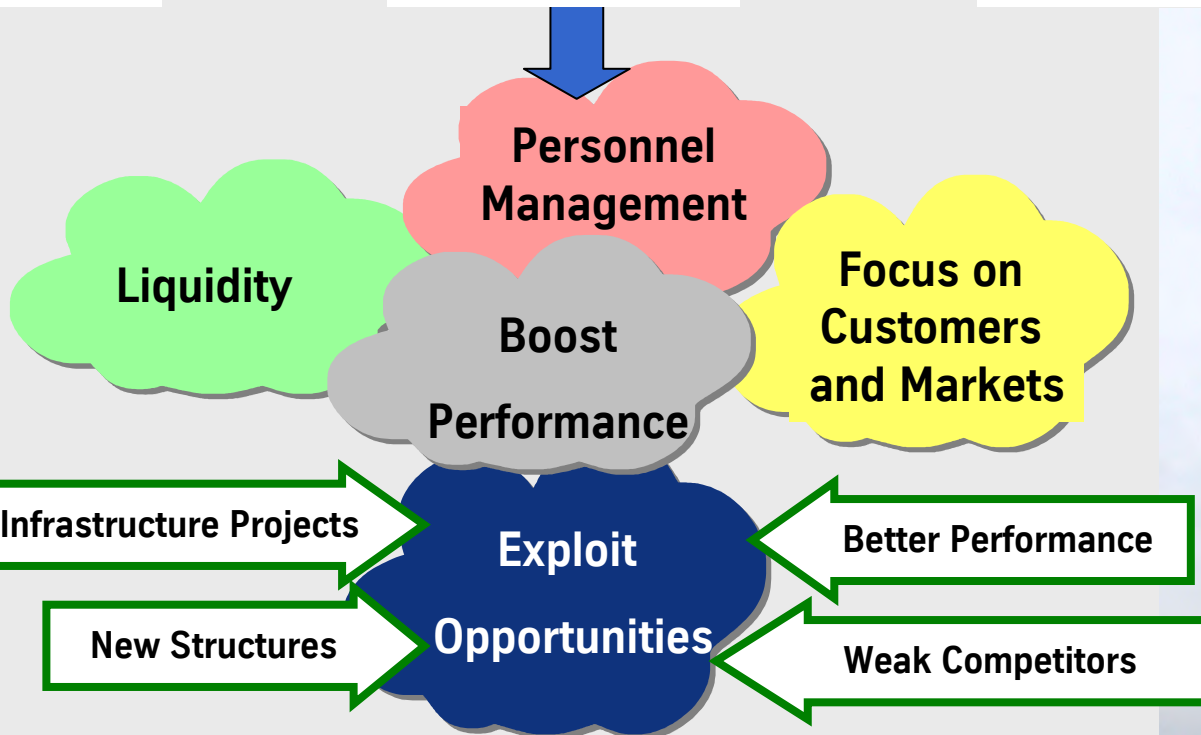 Personnel
Management
Liquidity
Focus on
Customers
and Markets
Boost
Performance
Infrastructure Projects
Exploit
Better Performance
New Structures
Opportunities
Weak Competitors